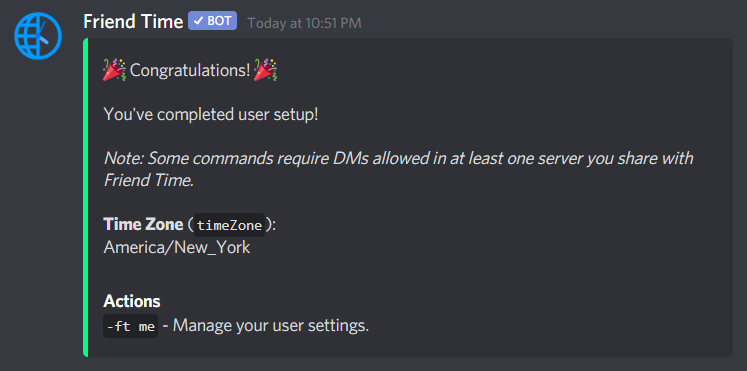 Friend Time ✓ BOT Today at 10:51 PM
🎉 Congratulations! 🎉
You've completed user setup!
Note: Some commands require DMs allowed in at least one server you share with
Friend Time.
Time Zone (timeZone):
America/New_York
Actions
-ft me - Manage your user settings.